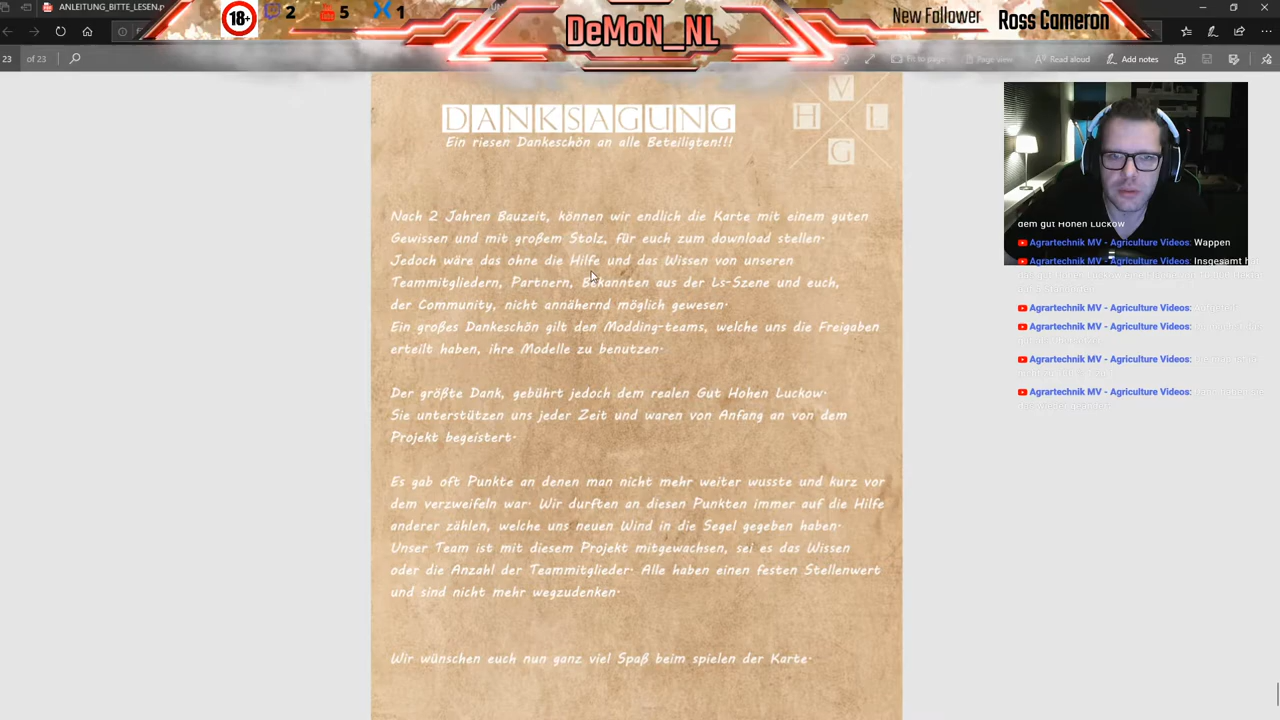 ANLEITUNG_BITTE_LESEN.p
18+
2
5
1
DeMoN_NL
New Follower
Ross Cameron
23
of 23
Fit to page
Page view
Read aloud
Add notes
DANKSAGUNG
Ein riesen Dankeschön an alle Beteiligten!!!
V
H
L
G
Nach 2 Jahren Bauzeit, können wir endlich die Karte mit einem guten
Gewissen und mit großem Stolz, für euch zum download stellen.
Jedoch wäre das ohne die Hilfe und das Wissen von unseren
Teammitgliedern, Partnern, Bekannten aus der Ls-Szene und euch,
der Community, nicht annähernd möglich gewesen.
Ein großes Dankeschön gilt den Modding-teams, welche uns die Freigaben
erteilt haben, ihre Modelle zu benutzen.
Der größte Dank, gebührt jedoch dem realen Gut Hohen Luckow.
Sie unterstützen uns jeder Zeit und waren von Anfang an von dem
Projekt begeistert.
Es gab oft Punkte an denen man nicht mehr weiter wusste und kurz vor
dem verzweifeln war. Wir durften an diesen Punkten immer auf die Hilfe
anderer zählen, welche uns neuen Wind in die Segel gegeben haben.
Unser Team ist mit diesem Projekt mitgewachsen, sei es das Wissen
oder die Anzahl der Teammitglieder. Alle haben einen festen Stellenwert
und sind nicht mehr wegzudenken.
Wir wünschen euch nun ganz viel Spaß beim spielen der Karte.
dem gut Hohen Luckow
Agrartechnik MV - Agriculture Videos: Wappen
Agrartechnik MV - Agriculture Videos: Insgesamt
Agrartechnik MV - Agriculture Videos:
Agrartechnik MV - Agriculture Videos:
Agrartechnik MV - Agriculture Videos:
Agrartechnik MV - Agriculture Videos: